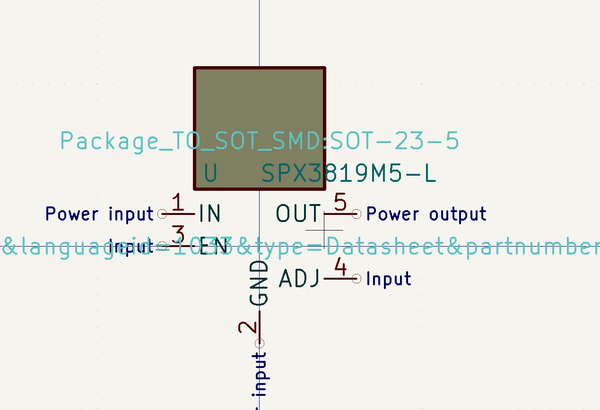 Package_TO_SOT_SMD:SOT-23-5
U SPX3819M5-L
Power input 1 IN OUT 5 Power output
&languageid=1033&type=Datasheet&partnumber
Input 3 EN
GND
ADJ 4 Input
2
input